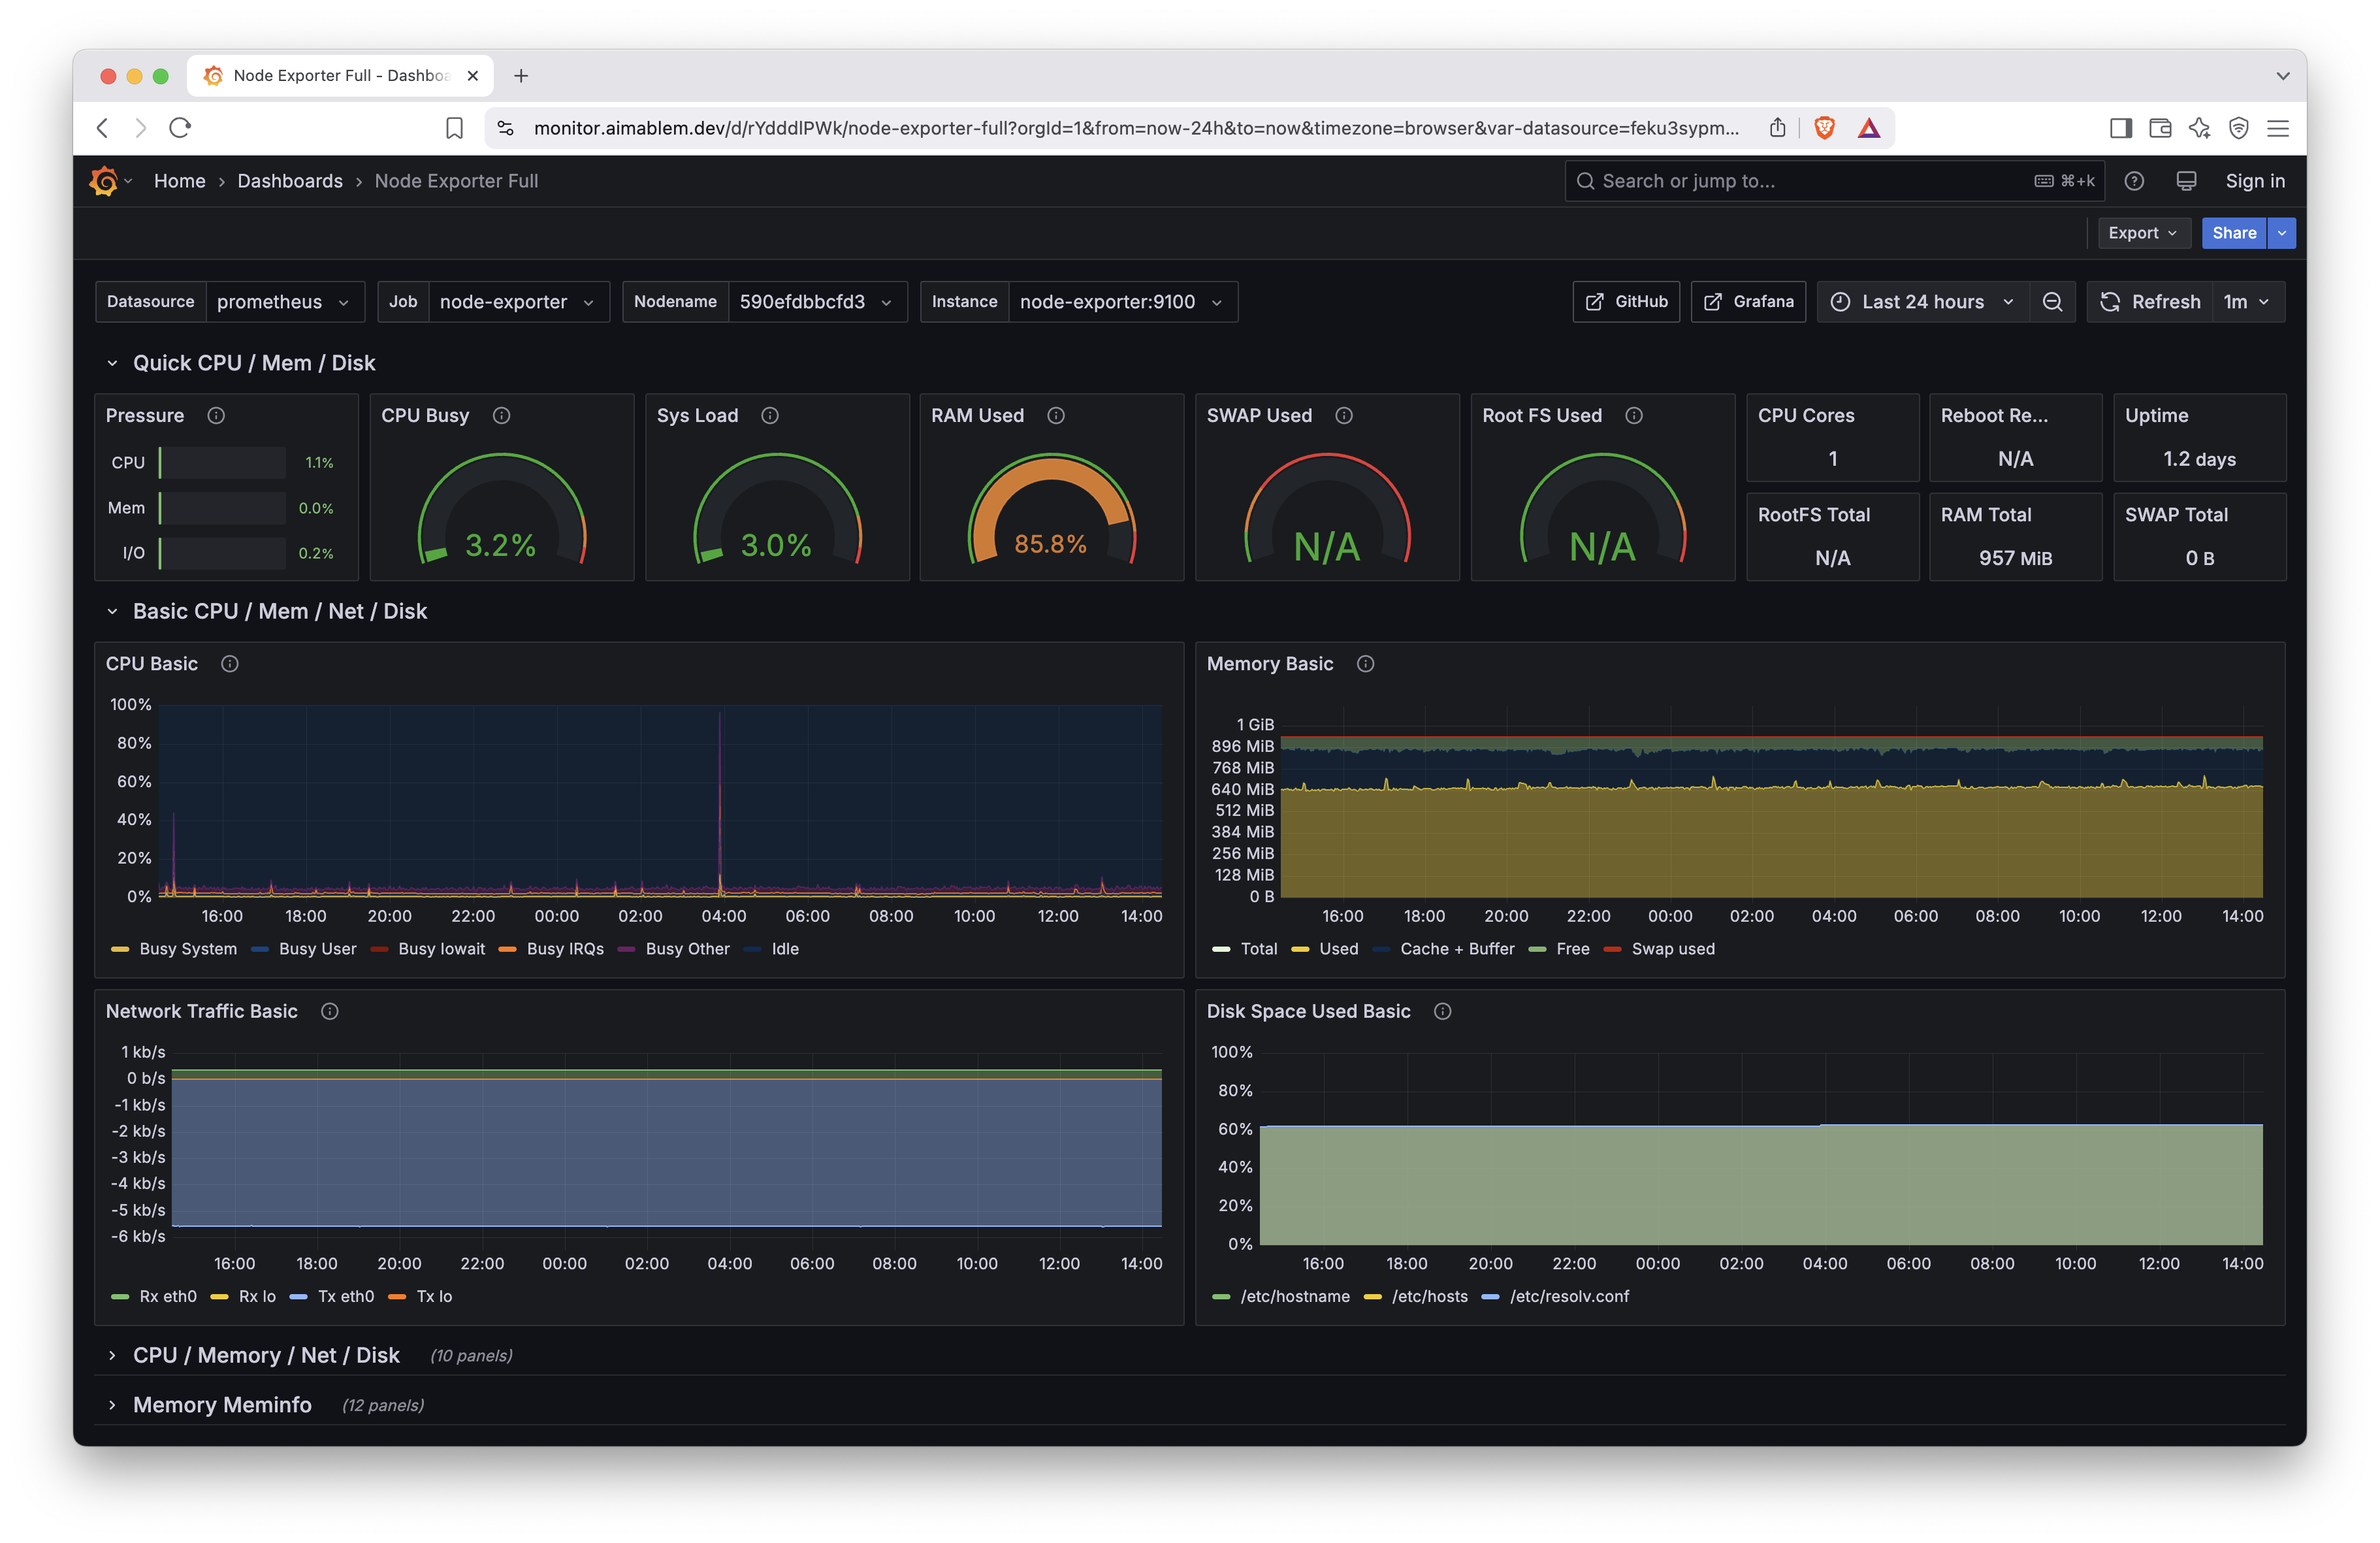 Node Exporter Full - Dashboa
monitor.aimablem.dev/d/rYdddlPWk/node-exporter-full?orgId=1&from=now-24h&to=now&timezone=browser&var-datasource=feku3sypm...
Home › Dashboards › Node Exporter Full
Search or jump to... ⌘+k Sign in
Export Share
Datasource prometheus Job node-exporter Nodename 590efdbbcfd3 Instance node-exporter:9100 GitHub Grafana Last 24 hours Refresh 1m
Quick CPU / Mem / Disk
Pressure
CPU 1.1%
Mem 0.0%
I/O 0.2%
CPU Busy
3.2%
Sys Load
3.0%
RAM Used
85.8%
SWAP Used
N/A
Root FS Used
N/A
CPU Cores
1
Reboot Re...
N/A
Uptime
1.2 days
RootFS Total
N/A
RAM Total
957 MiB
SWAP Total
0 B
Basic CPU / Mem / Net / Disk
CPU Basic
100%
80%
60%
40%
20%
0%
16:00 18:00 20:00 22:00 00:00 02:00 04:00 06:00 08:00 10:00 12:00 14:00
Busy System Busy User Busy Iowait Busy IRQs Busy Other Idle
Memory Basic
1 GiB
896 MiB
768 MiB
640 MiB
512 MiB
384 MiB
256 MiB
128 MiB
0 B
16:00 18:00 20:00 22:00 00:00 02:00 04:00 06:00 08:00 10:00 12:00 14:00
Total Used Cache + Buffer Free Swap used
Network Traffic Basic
1 kb/s
0 b/s
-1 kb/s
-2 kb/s
-3 kb/s
-4 kb/s
-5 kb/s
-6 kb/s
16:00 18:00 20:00 22:00 00:00 02:00 04:00 06:00 08:00 10:00 12:00 14:00
Rx eth0 Rx lo Tx eth0 Tx lo
Disk Space Used Basic
100%
80%
60%
40%
20%
0%
16:00 18:00 20:00 22:00 00:00 02:00 04:00 06:00 08:00 10:00 12:00 14:00
/etc/hostname /etc/hosts /etc/resolv.conf
CPU / Memory / Net / Disk (10 panels)
Memory Meminfo (12 panels)